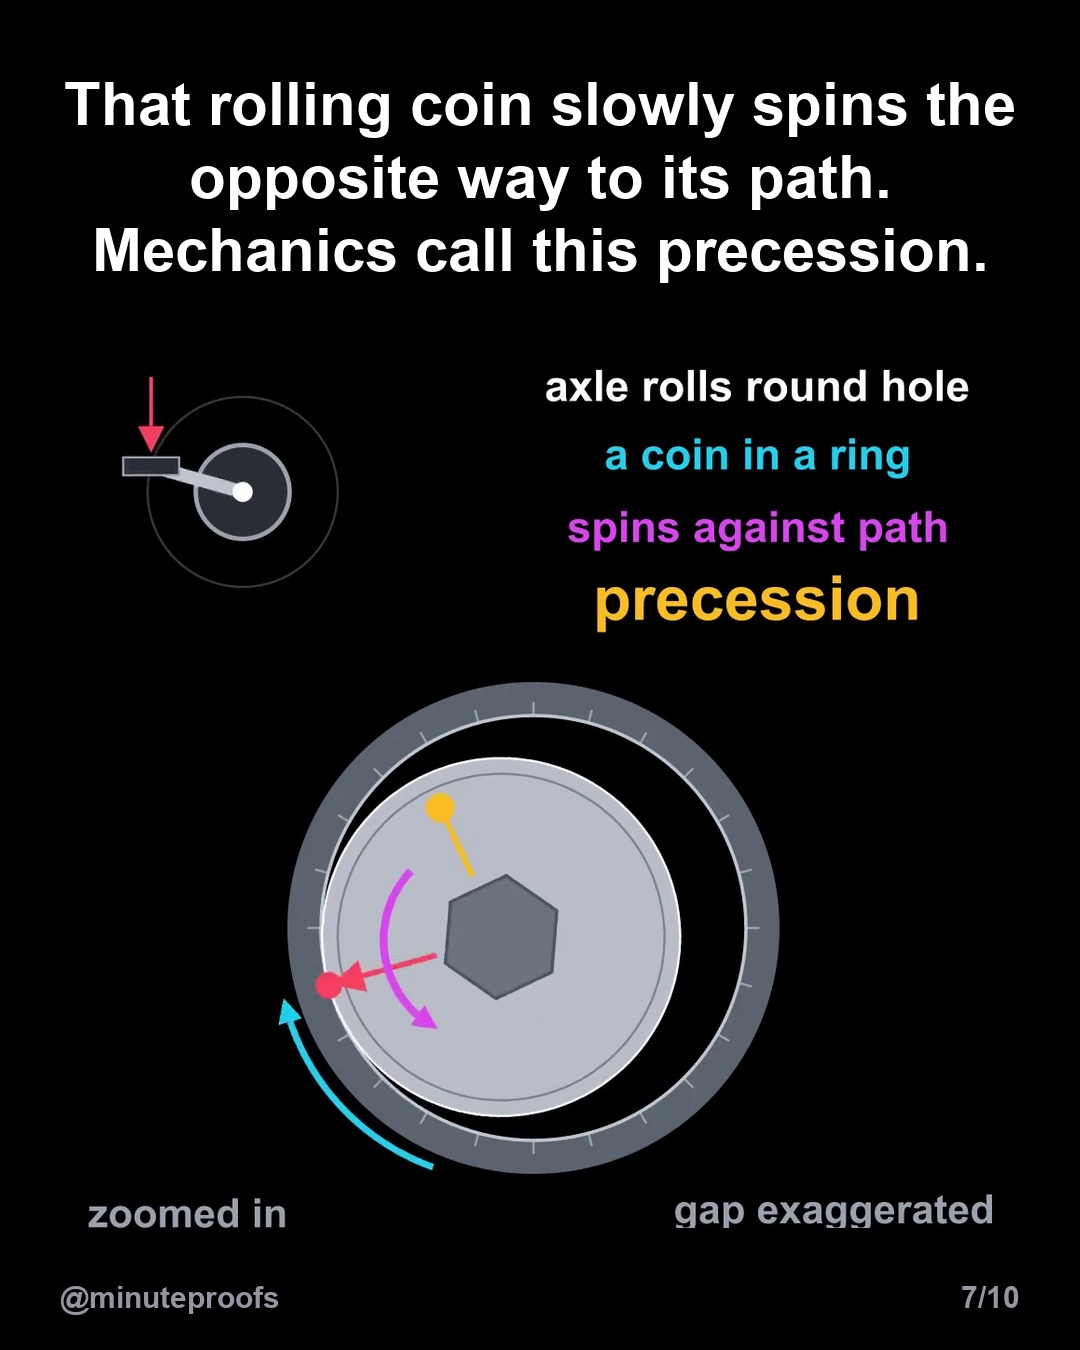 That rolling coin slowly spins the
opposite way to its path.
Mechanics call this precession.
axle rolls round hole
a coin in a ring
spins against path
precession
zoomed in
gap exaggerated
@minuteproofs
7/10